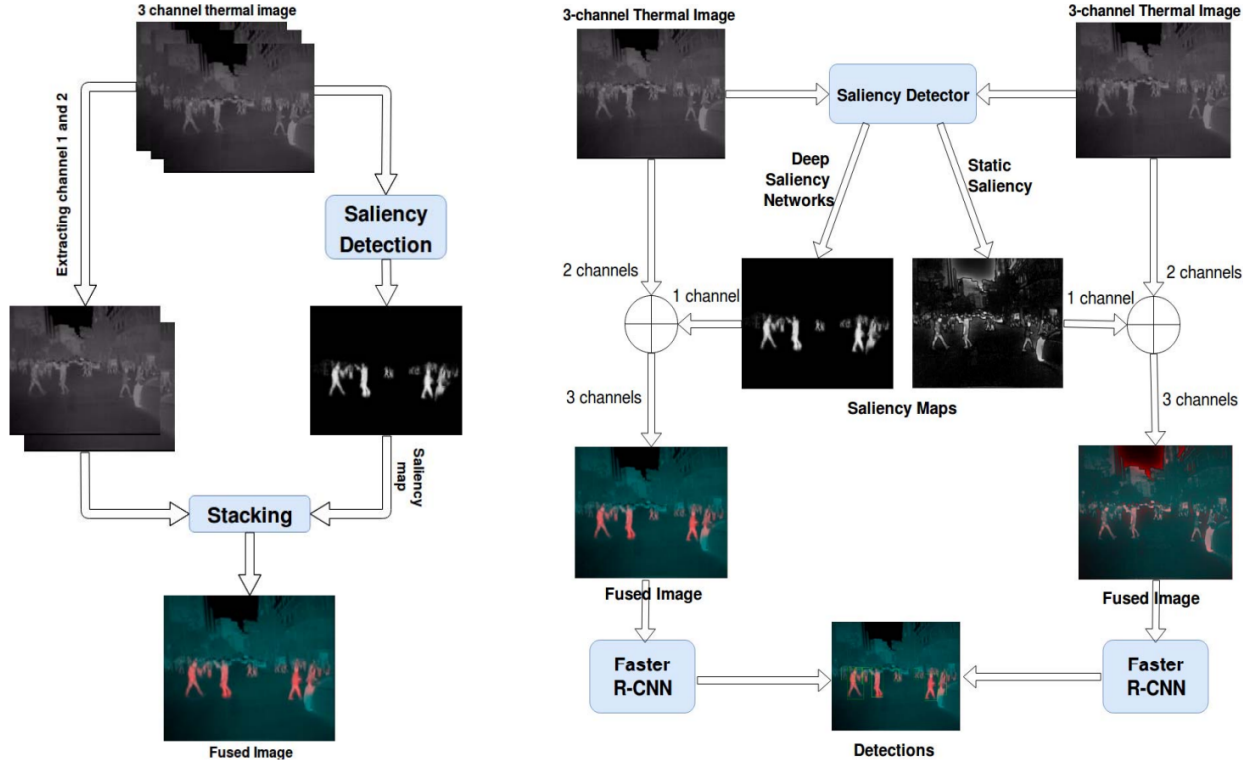 3 channel thermal image
Extracting channel 1 and 2
Saliency
Detection
Saliency
map
Stacking
Fused Image
3-channel Thermal Image
3-channel Thermal Image
Saliency Detector
Deep
Saliency
Networks
Static
Saliency
2 channels
1 channel
1 channel
2 channels
Saliency Maps
3 channels
3 channels
Fused Image
Fused Image
Faster
R-CNN
Faster
R-CNN
Detections